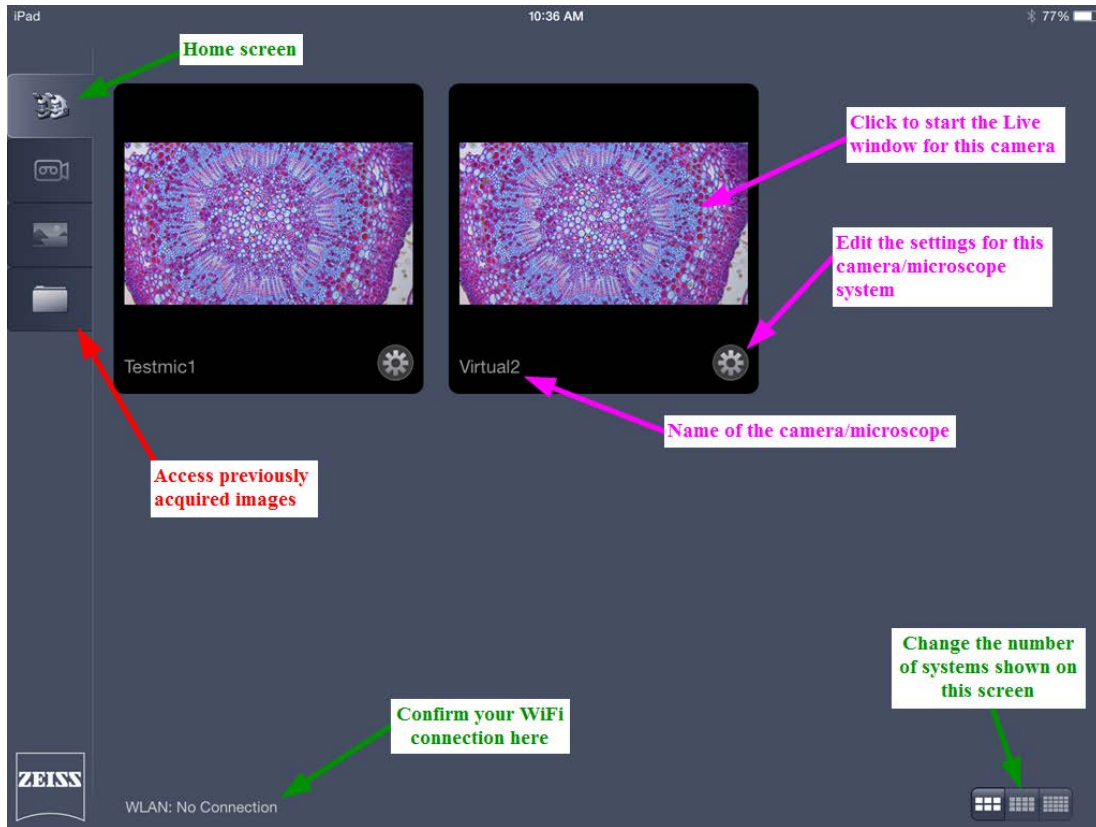 iPad
10:36 AM
77%
Home screen
Click to start the Live
window for this camera
Edit the settings for this
camera/microscope
system
Testmic1
Virtual2
Name of the camera/microscope
Access previously
acquired images
Change the number
of systems shown on
this screen
Confirm your WiFi
connection here
ZEISS
WLAN: No Connection